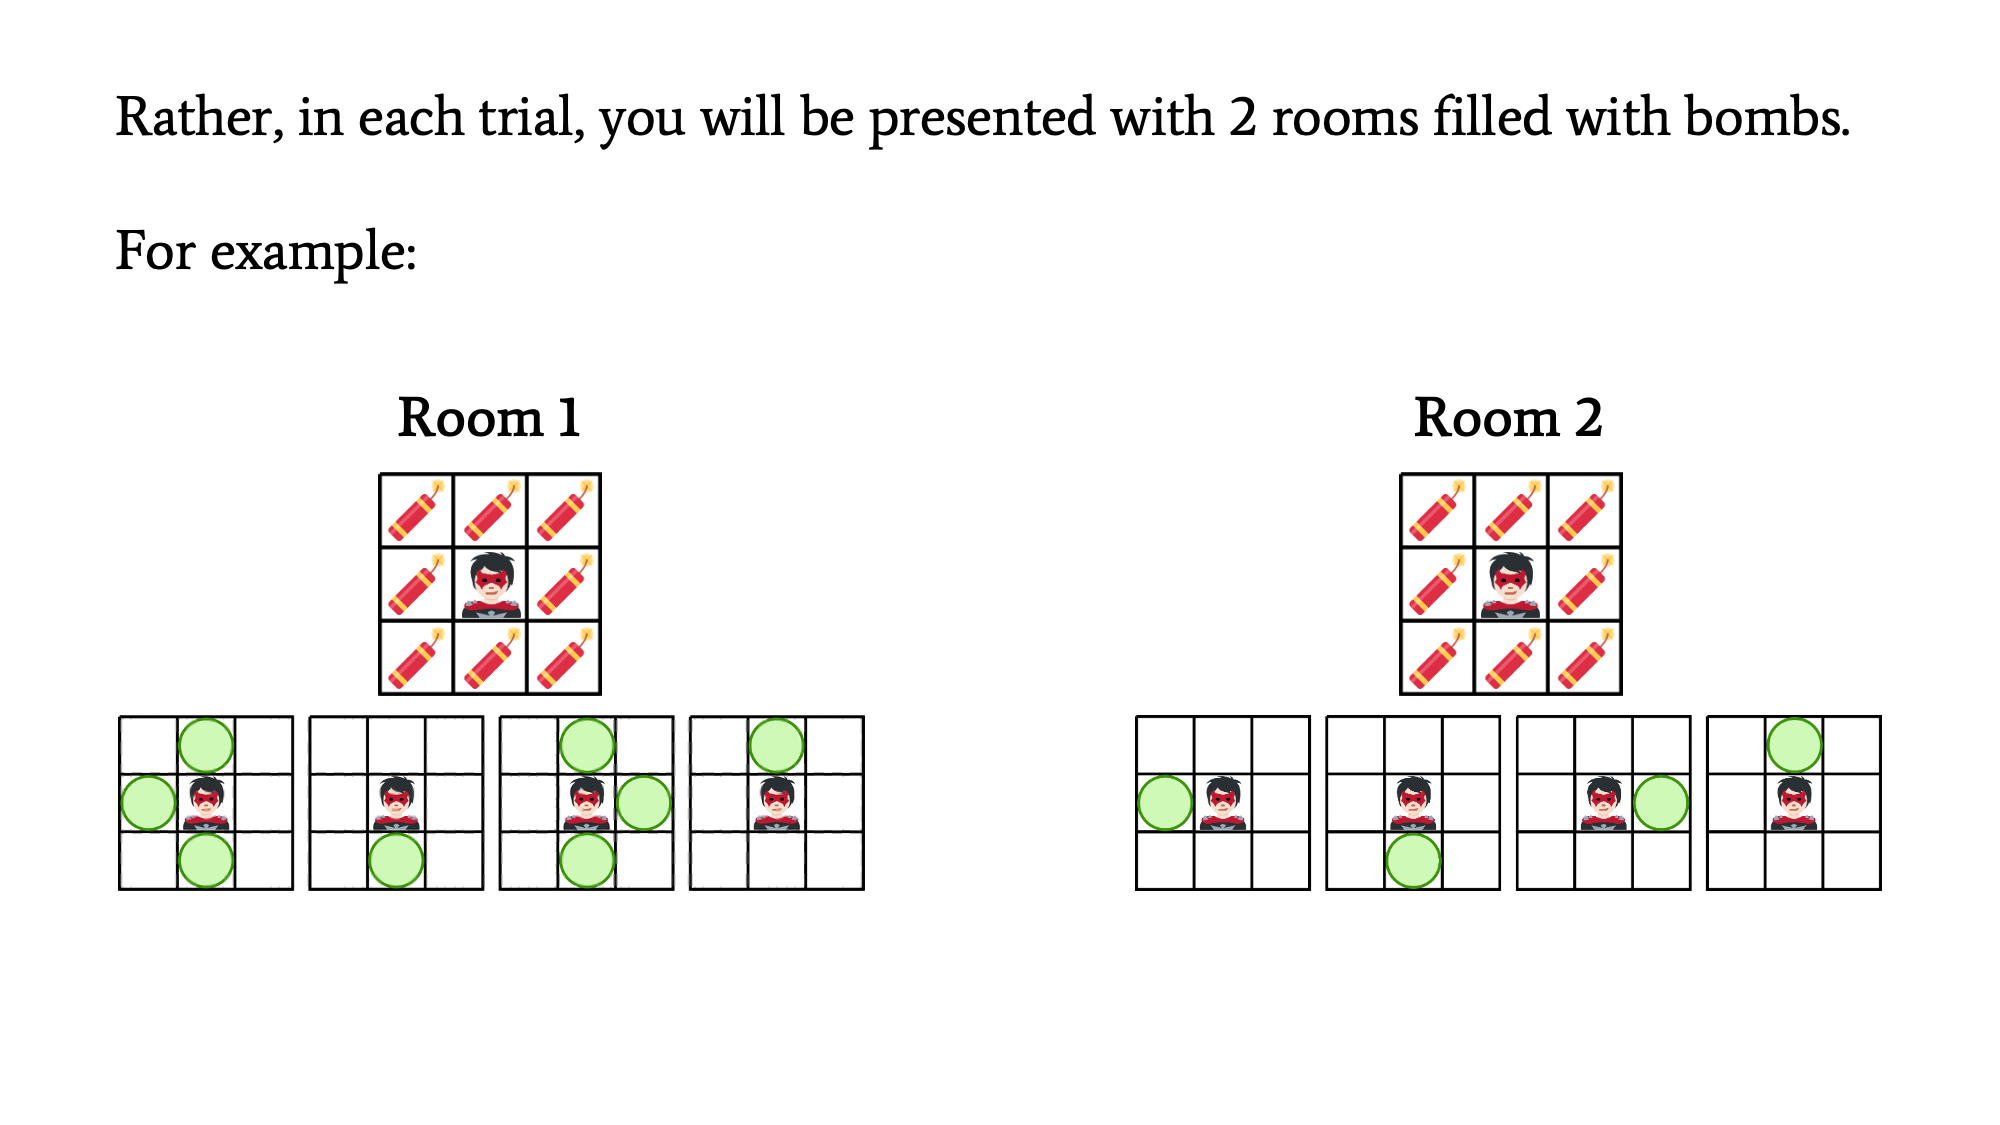 Rather, in each trial, you will be presented with 2 rooms filled with bombs.
For example:
Room 1
Room 2